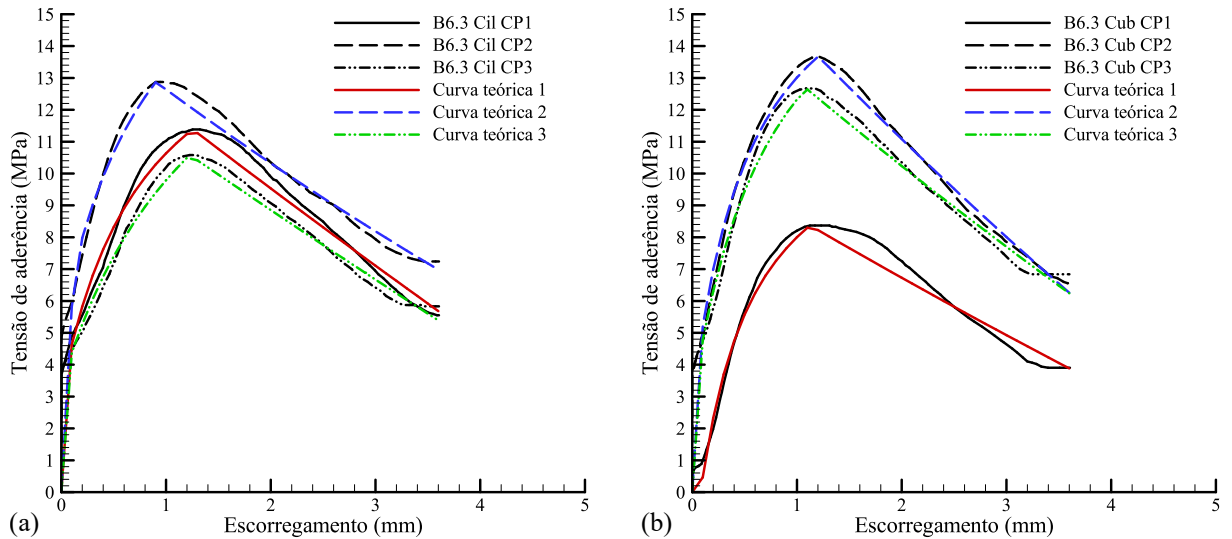 15
14
13
12
11
10
9
8
7
6
5
4
3
2
1
0
Tensão de aderência (MPa)
B6.3 Cil CP1
B6.3 Cil CP2
B6.3 Cil CP3
Curva teórica 1
Curva teórica 2
Curva teórica 3
0 1 2 3 4 5
Escorregamento (mm)
(a)
15
14
13
12
11
10
9
8
7
6
5
4
3
2
1
0
Tensão de aderência (MPa)
B6.3 Cub CP1
B6.3 Cub CP2
B6.3 Cub CP3
Curva teórica 1
Curva teórica 2
Curva teórica 3
0 1 2 3 4 5
Escorregamento (mm)
(b)